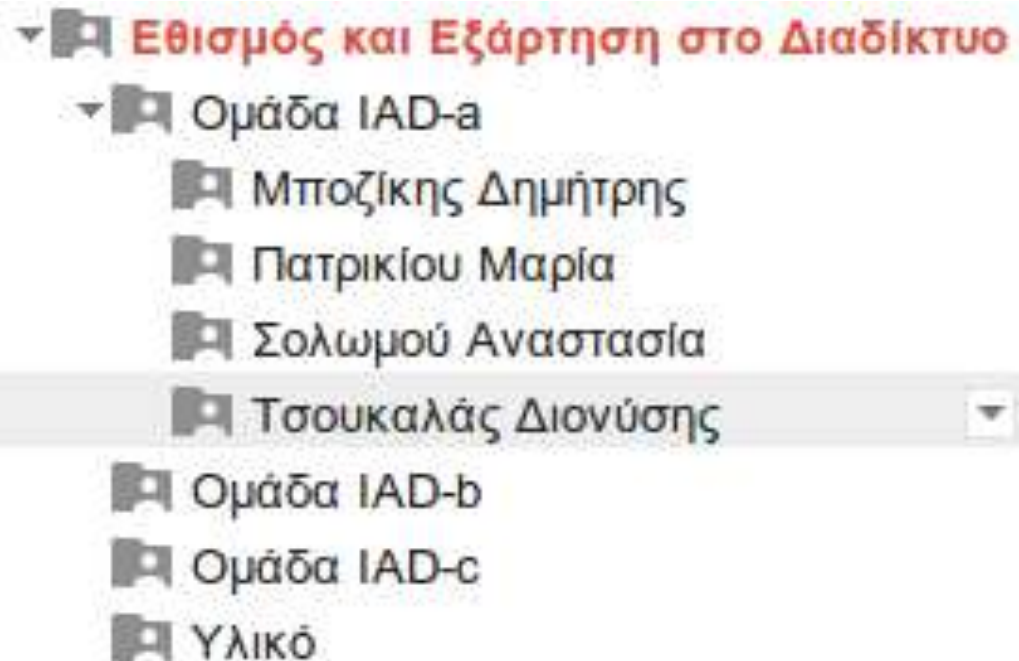 Εθισμός και Εξάρτηση στο Διαδίκτυο
Ομάδα IAD-a
Μποζίκης Δημήτρης
Πατρικίου Μαρία
Σολωμού Αναστασία
Τσουκαλάς Διονύσης
Ομάδα IAD-b
Ομάδα IAD-c
Υλικό